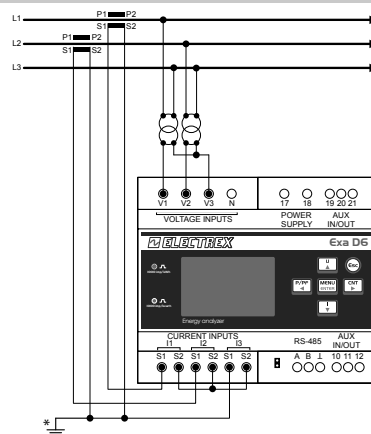 P1 P2
L1
S1 S2
P1 P2
L2
S1 S2
L3
V1 V2 V3 N 17 18 19 20 21
VOLTAGE INPUTS POWER SUPPLY AUX IN/OUT
ELECTREX Exa D6
U Esc
P/PF MENU ENTER CNT
I
Energy analyzer
CURRENT INPUTS
I1 I2 I3 RS-485 AUX IN/OUT
S1 S2 S1 S2 S1 S2 A B ⊥ 10 11 12
*